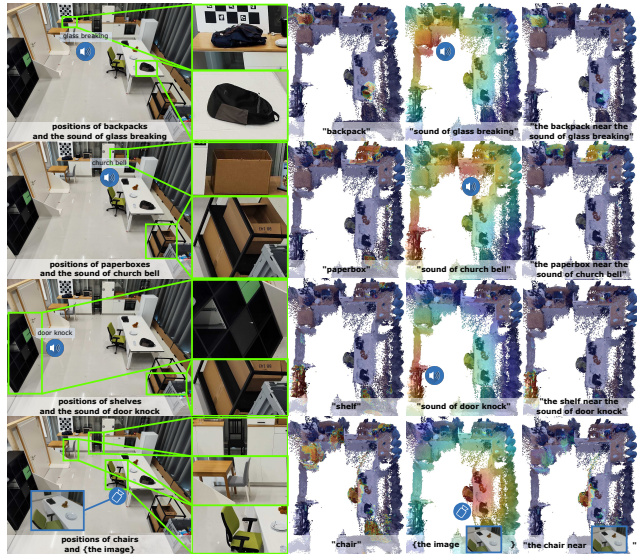 glass breaking
positions of backpacks
and the sound of glass breaking
"backpack"
"sound of glass breaking"
"the backpack near the
sound of glass breaking"
church bell
positions of paperboxes
and the sound of church bell
"paperbox"
"sound of church bell"
"the paperbox near the
sound of church bell"
door knock
positions of shelves
and the sound of door knock
"shelf"
"sound of door knock"
"the shelf near the
sound of door knock"
positions of chairs
and {the image}
"chair"
{the image }
"the chair near "